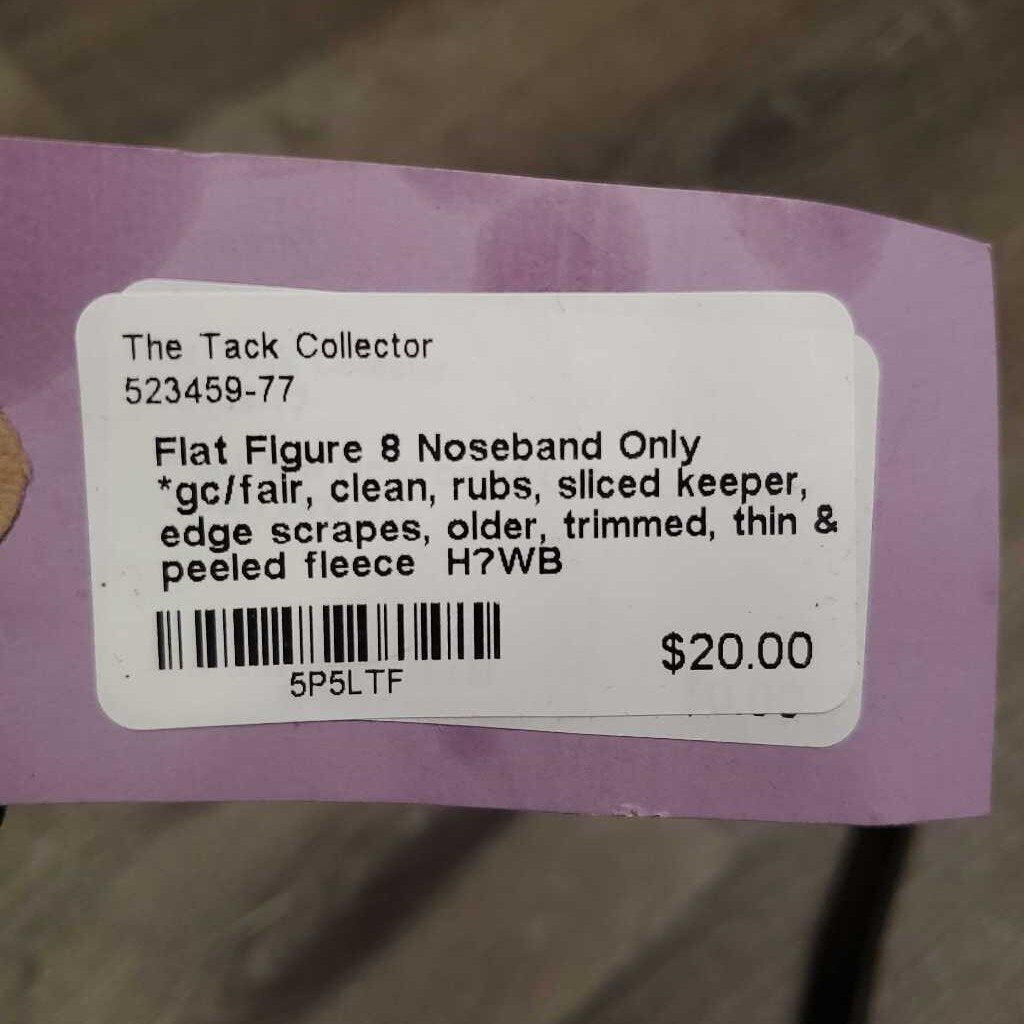 The Tack Collector
523459-77
Flat Figure 8 Noseband Only
*gc/fair, clean, rubs, sliced keeper,
edge scrapes, older, trimmed, thin &
peeled fleece H?WB
5P5LTF
$20.00